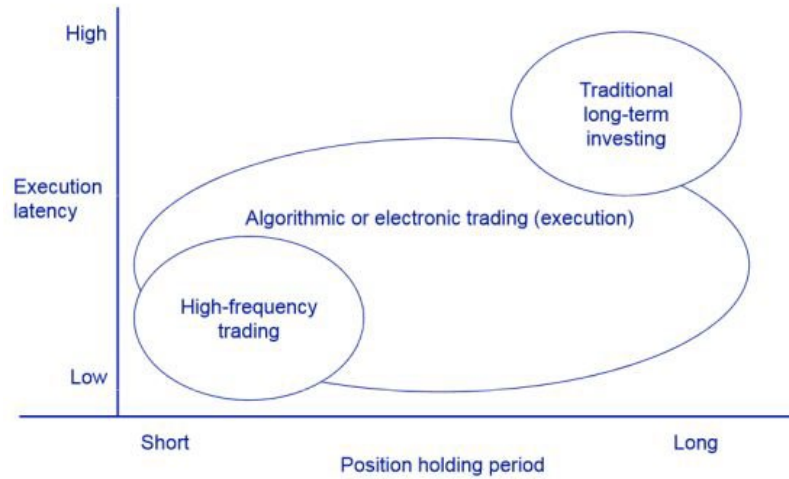 High
Traditional
long-term
investing
Execution
latency
Algorithmic or electronic trading (execution)
High-frequency
trading
Low
Short
Long
Position holding period